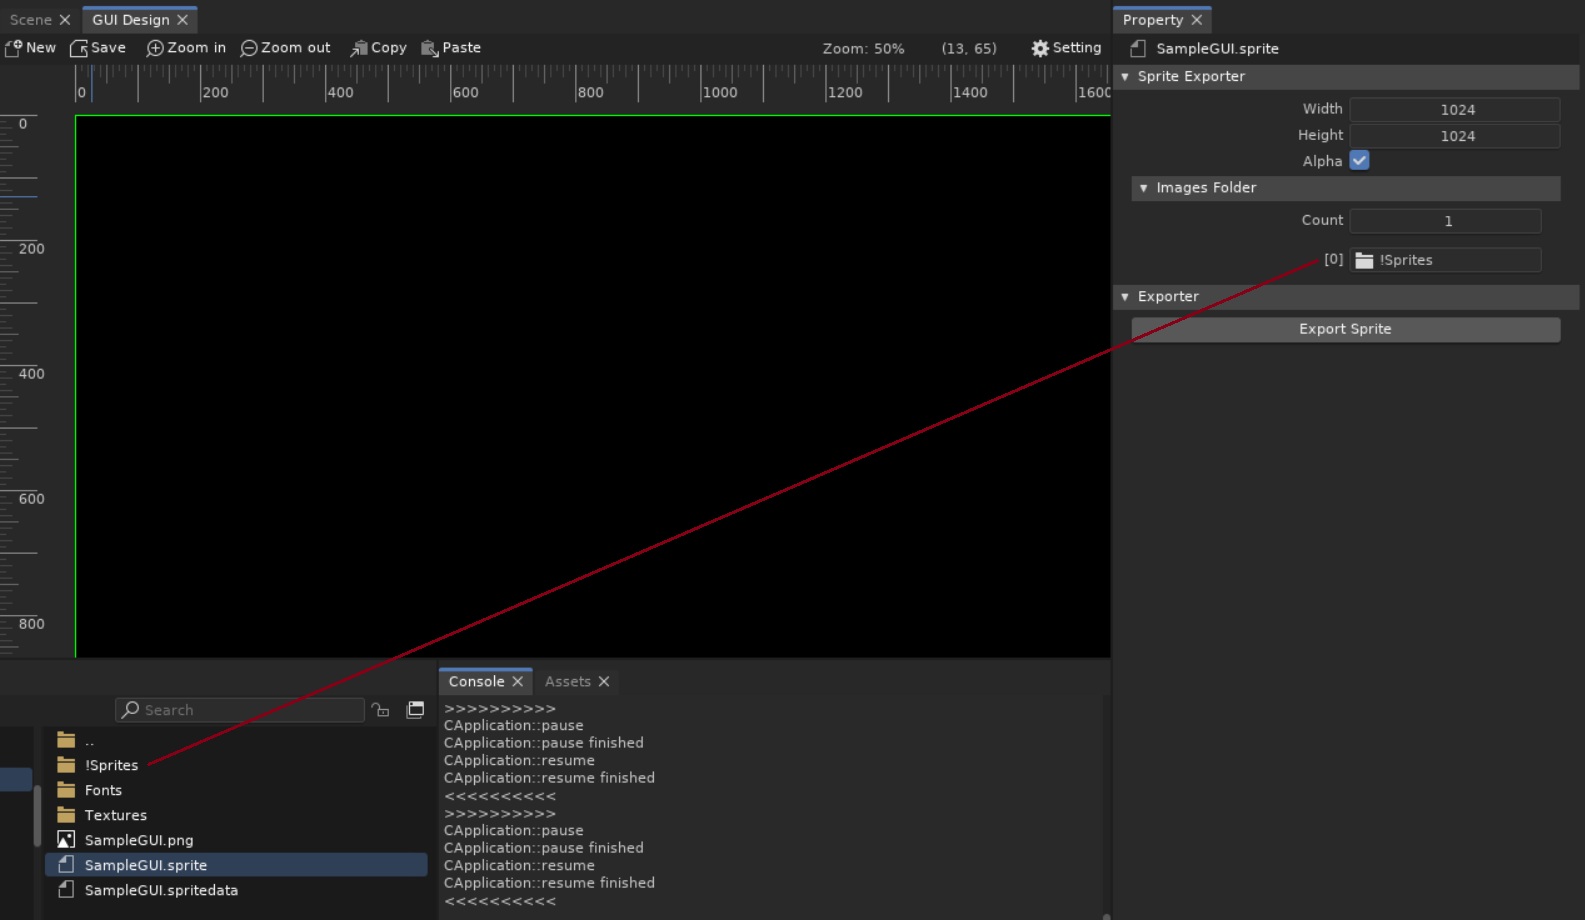 Scene
GUI Design
New
Save
Zoom in
Zoom out
Copy
Paste
Zoom: 50%
(13, 65)
Setting
0
200
400
600
800
1000
1200
1400
1600
0
200
400
600
800
Property
SampleGUI.sprite
Sprite Exporter
Width
1024
Height
1024
Alpha
Images Folder
Count
1
[0]
!Sprites
Exporter
Export Sprite
Search
..
!Sprites
Fonts
Textures
SampleGUI.png
SampleGUI.sprite
SampleGUI.spritedata
Console
Assets
>>>>>>>>>>
CApplication::pause
CApplication::pause finished
CApplication::resume
CApplication::resume finished
<<<<<<<<<<
>>>>>>>>>>
CApplication::pause
CApplication::pause finished
CApplication::resume
CApplication::resume finished
<<<<<<<<<<